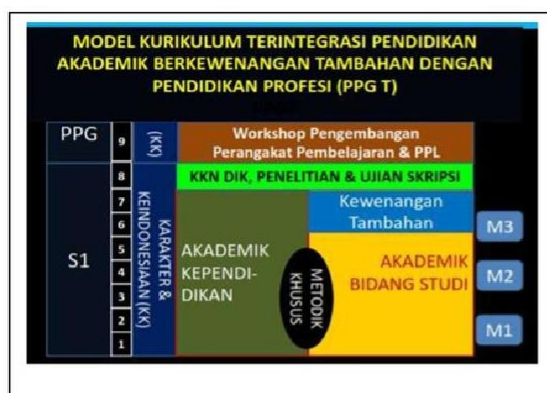 MODEL KURIKULUM TERINTEGRASI PENDIDIKAN
AKADEMIK BERKEWENANGAN TAMBAHAN DENGAN
PENDIDIKAN PROFESI (PPG T)
PPG
9
(KK)
Workshop Pengembangan
Perangakat Pembelajaran & PPL
8
KKN DIK, PENELITIAN & UJIAN SKRIPSI
S1
7
6
5
4
3
2
1
KARAKTER &
KEINDONESIAAN (KK)
AKADEMIK
KEPENDI-
DIKAN
METODIK
KHUSUS
Kewenangan
Tambahan
AKADEMIK
BIDANG STUDI
M3
M2
M1